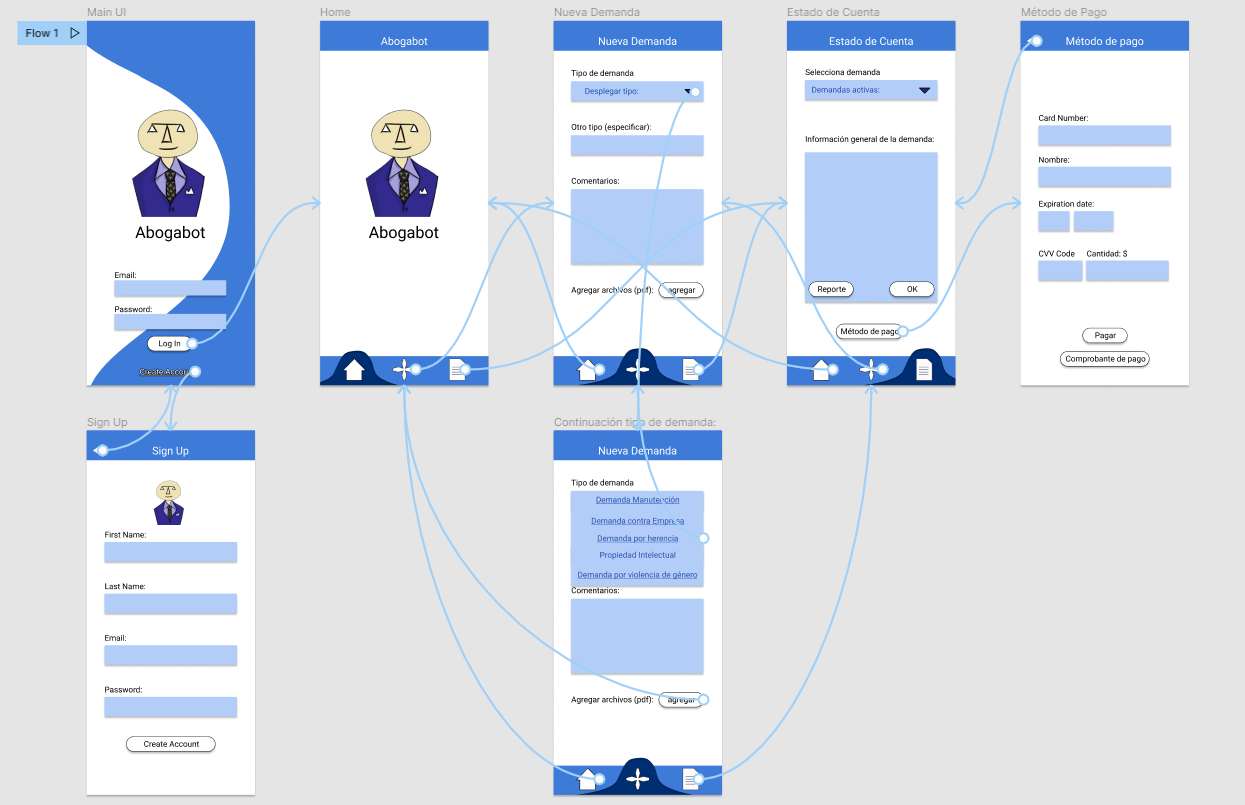 Main UI
Home
Nueva Demanda
Estado de Cuenta
Método de Pago
Flow 1
Abogabot
Email:
Password:
Log In
Create Account
Abogabot
Abogabot
Nueva Demanda
Tipo de demanda
Desplegar tipo:
Otro tipo (especificar):
Comentarios:
Agregar archivos (pdf):
agregar
Estado de Cuenta
Selecciona demanda
Demandas activas:
Información general de la demanda:
Reporte
OK
Método de pago
Método de pago
Card Number:
Nombre:
Expiration date:
CVV Code
Cantidad: $
Pagar
Comprobante de pago
Sign Up
Sign Up
First Name:
Last Name:
Email:
Password:
Create Account
Continuación tipo de demanda:
Nueva Demanda
Tipo de demanda
Demanda Manutención
Demanda contra Empresa
Demanda por herencia
Propiedad Intelectual
Demanda por violencia de género
Comentarios:
Agregar archivos (pdf):
agregar